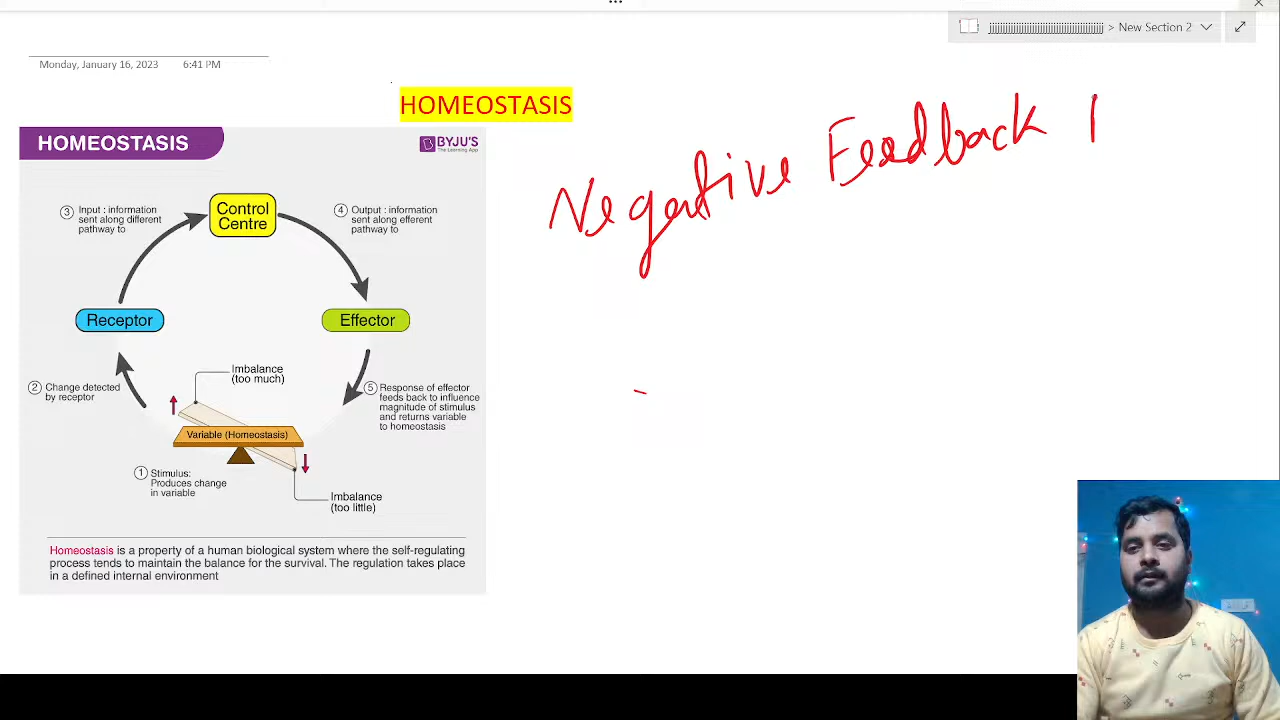 jjjjjjjjjjjjjjjjjjjjjjjjjjjjjjjjjjjjj > New Section 2
Monday, January 16, 2023 6:41 PM
HOMEOSTASIS
HOMEOSTASIS
BYJU'S
The Learning App
Negative Feedback
3 Input : information
sent along different
pathway to
Control
Centre
4 Output : information
sent along efferent
pathway to
Receptor
Effector
2 Change detected
by receptor
Imbalance
(too much)
5 Response of effector
feeds back to influence
magnitude of stimulus
and returns variable
to homeostasis
Variable (Homeostasis)
1 Stimulus:
Produces change
in variable
Imbalance
(too little)
Homeostasis is a property of a human biological system where the self-regulating
process tends to maintain the balance for the survival. The regulation takes place
in a defined internal environment